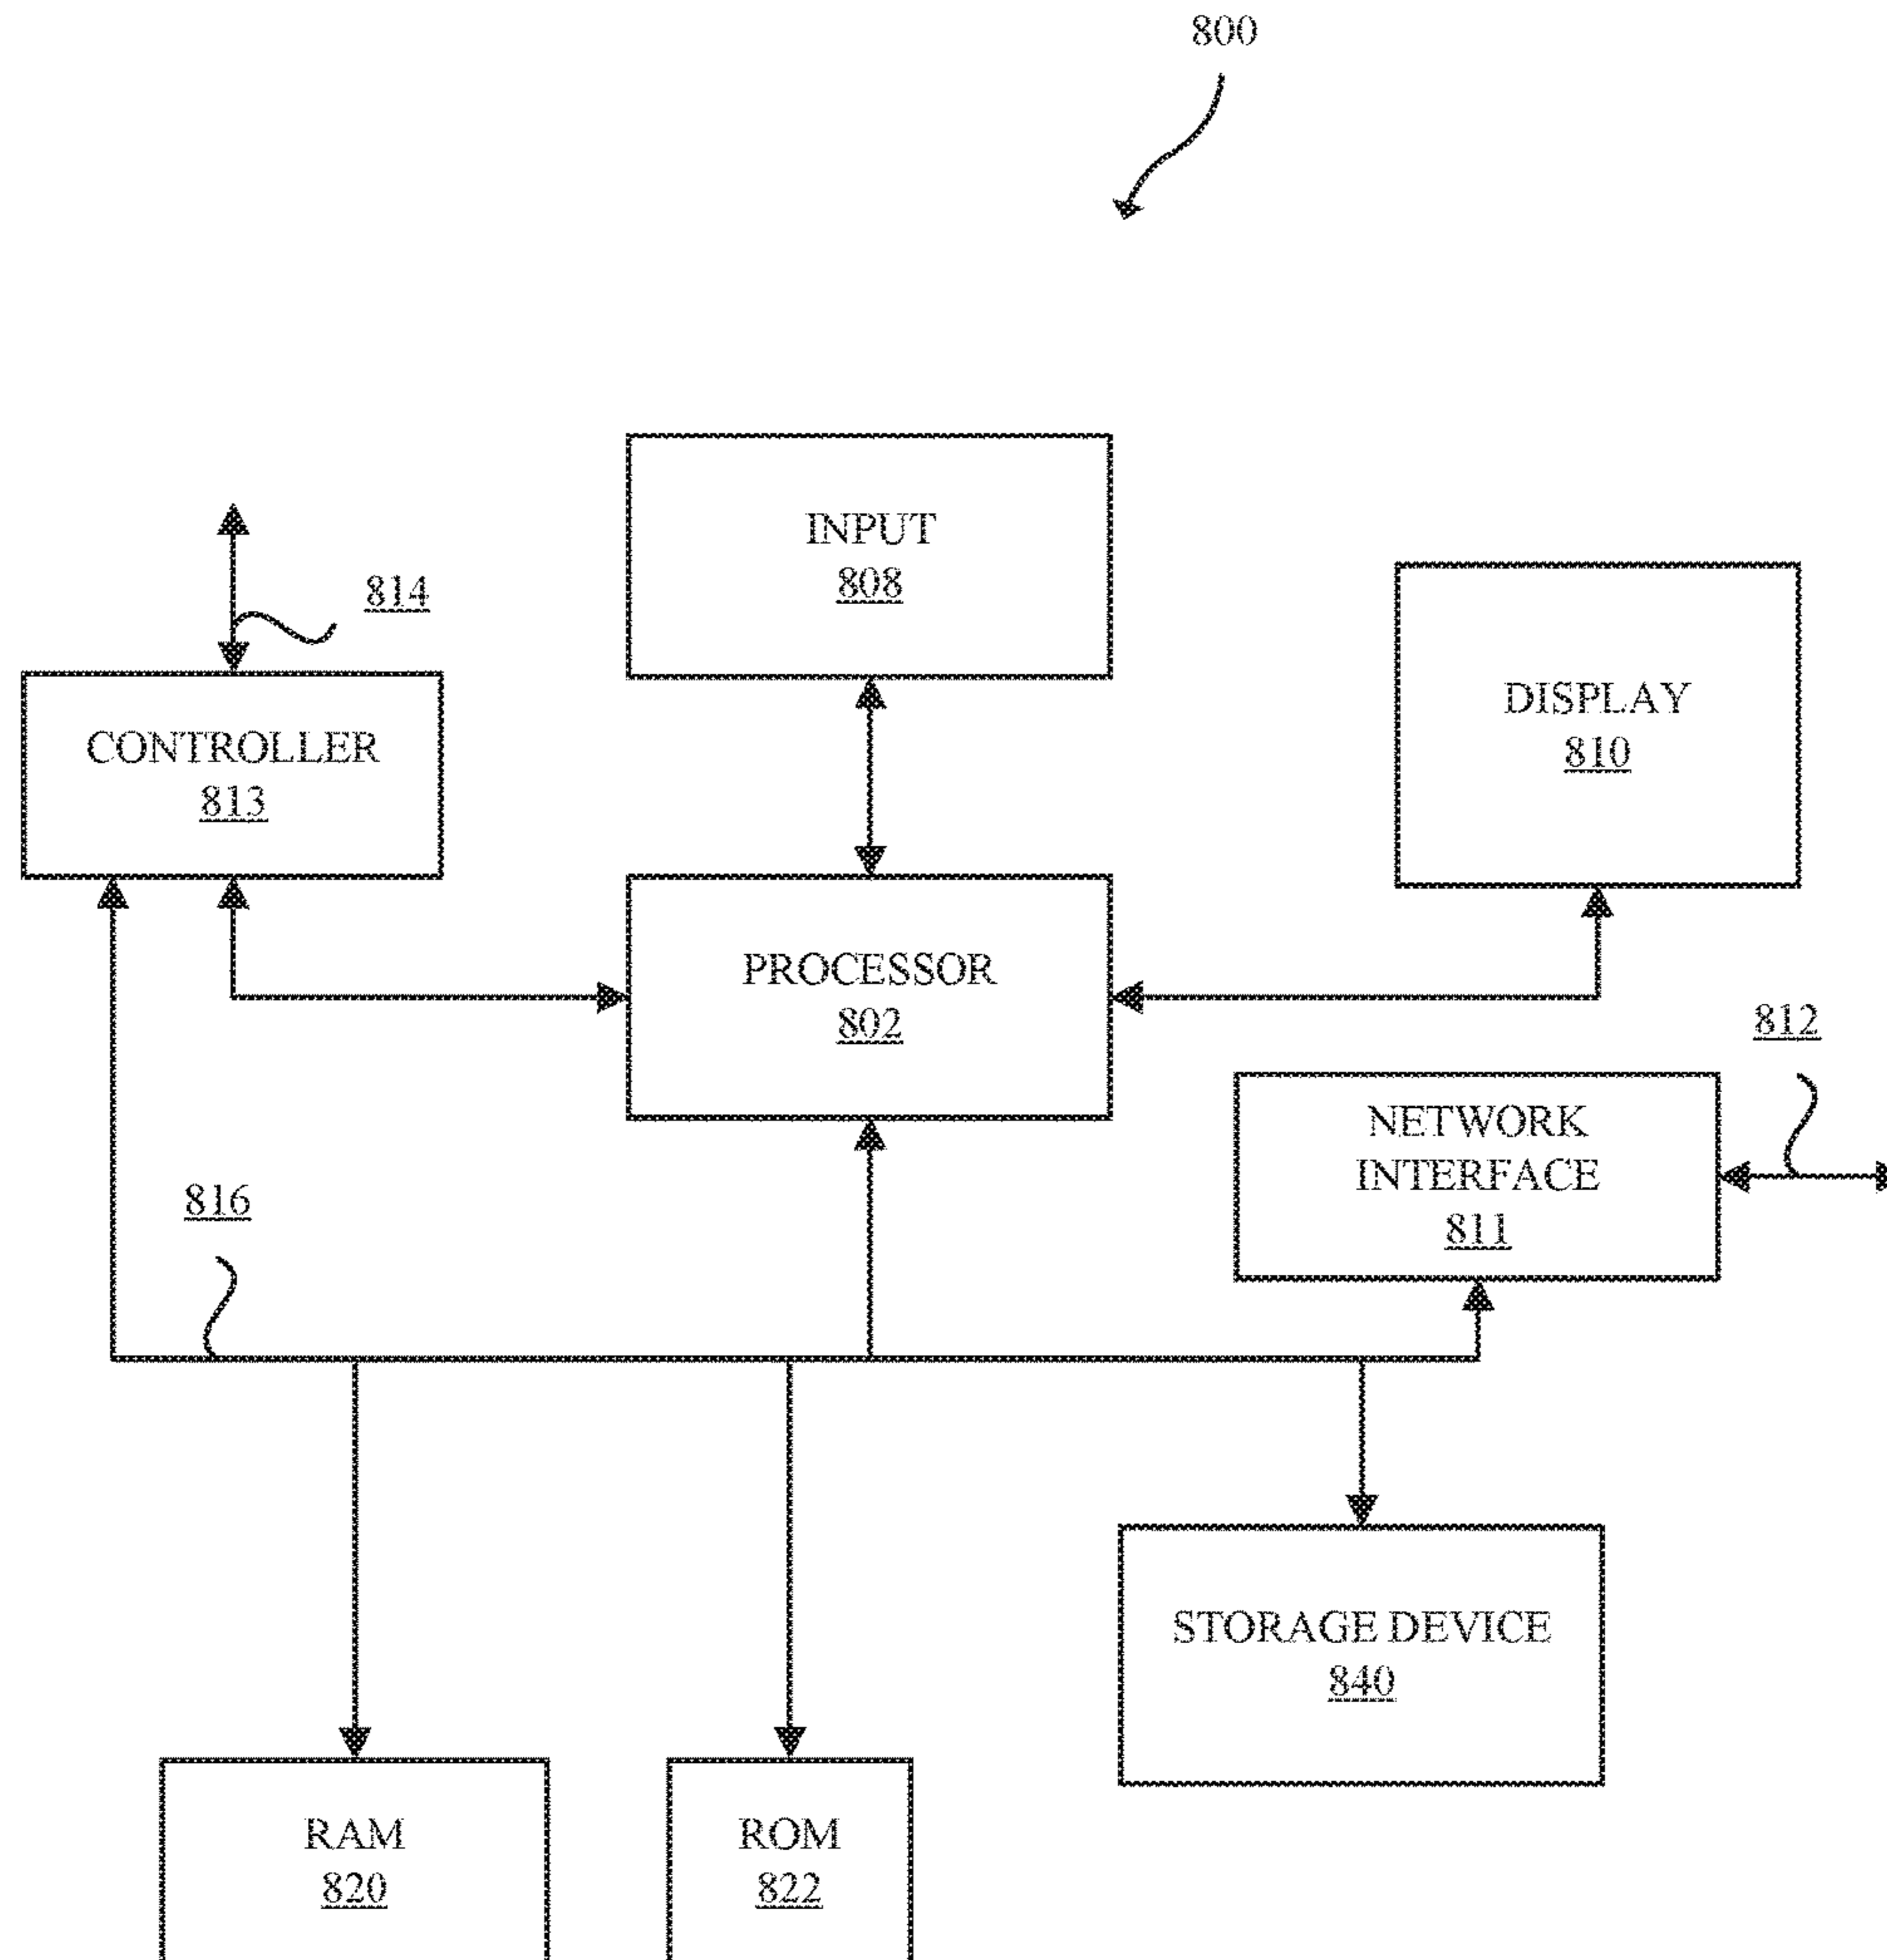 800
INPUT
808
814
DISPLAY
810
CONTROLLER
813
PROCESSOR
802
812
NETWORK
INTERFACE
811
816
STORAGE DEVICE
840
RAM
820
ROM
822